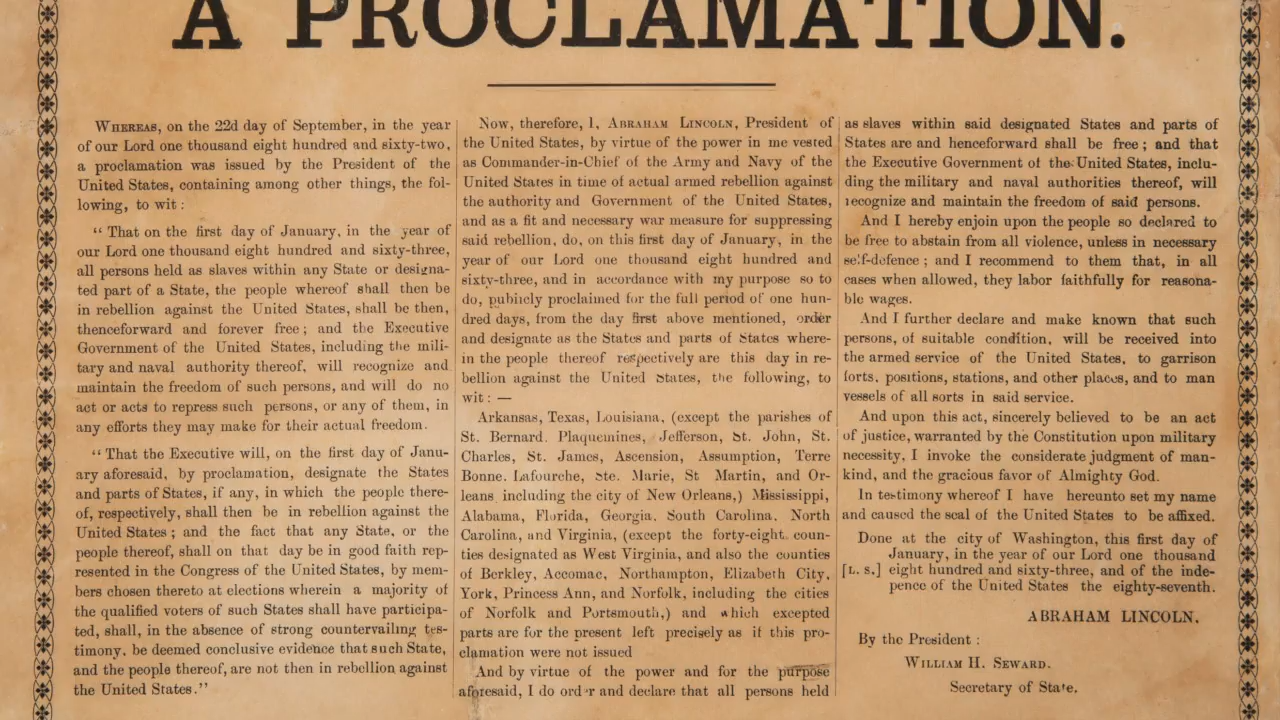 A PROCLAMATION.
WHEREAS, on the 22d day of September, in the year
of our Lord one thousand eight hundred and sixty-two,
a proclamation was issued by the President of the
United States, containing among other things, the fol-
lowing, to wit :
“ That on the first day of January, in the year of
our Lord one thousand eight hundred and sixty-three,
all persons held as slaves within any State or designa-
ted part of a State, the people whereof shall then be
in rebellion against the United States, shall be then,
thenceforward and forever free ; and the Executive
Government of the United States, including the mili-
tary and naval authority thereof, will recognize and
maintain the freedom of such persons, and will do no
act or acts to repress such persons, or any of them, in
any efforts they may make for their actual freedom.
“ That the Executive will, on the first day of Janu-
ary aforesaid, by proclamation, designate the States
and parts of States, if any, in which the people there-
of, respectively, shall then be in rebellion against the
United States ; and the fact that any State, or the
people thereof, shall on that day be in good faith rep-
resented in the Congress of the United States, by mem-
bers chosen thereto at elections wherein a majority of
the qualified voters of such States shall have participa-
ted, shall, in the absence of strong countervailing tes-
timony, be deemed conclusive evidence that such State,
and the people thereof, are not then in rebellion against
the United States.”
Now, therefore, I, ABRAHAM LINCOLN, President of
the United States, by virtue of the power in me vested
as Commander-in-Chief of the Army and Navy of the
United States in time of actual armed rebellion against
the authority and Government of the United States,
and as a fit and necessary war measure for suppressing
said rebellion, do, on this first day of January, in the
year of our Lord one thousand eight hundred and
sixty-three, and in accordance with my purpose so to
do, publicly proclaimed for the full period of one hun-
dred days, from the day first above mentioned, order
and designate as the States and parts of States where-
in the people thereof respectively are this day in re-
bellion against the United States, the following, to
wit : —
Arkansas, Texas, Louisiana, (except the parishes of
St. Bernard. Plaquemines, Jefferson, St. John, St.
Charles, St. James, Ascension, Assumption, Terre
Bonne. Lafourche, Ste. Marie, St Martin, and Or-
leans, including the city of New Orleans,) Mississippi,
Alabama, Florida, Georgia, South Carolina, North
Carolina, and Virginia, (except the forty-eight coun-
ties designated as West Virginia, and also the counties
of Berkley, Accomac, Northampton, Elizabeth City,
York, Princess Ann, and Norfolk, including the cities
of Norfolk and Portsmouth,) and which excepted
parts are for the present left precisely as if this pro-
clamation were not issued
And by virtue of the power and for the purpose
aforesaid, I do order and declare that all persons held
as slaves within said designated States and parts of
States are and henceforward shall be free ; and that
the Executive Government of the United States, inclu-
ding the military and naval authorities thereof, will
recognize and maintain the freedom of said persons.
And I hereby enjoin upon the people so declared to
be free to abstain from all violence, unless in necessary
self-defence ; and I recommend to them that, in all
cases when allowed, they labor faithfully for reasona-
ble wages.
And I further declare and make known that such
persons, of suitable condition, will be received into
the armed service of the United States, to garrison
forts, positions, stations, and other places, and to man
vessels of all sorts in said service.
And upon this act, sincerely believed to be an act
of justice, warranted by the Constitution upon military
necessity, I invoke the considerate judgment of man-
kind, and the gracious favor of Almighty God.
In testimony whereof I have hereunto set my name
and caused the seal of the United States to be affixed.
Done at the city of Washington, this first day of
January, in the year of our Lord one thousand
[L. S.] eight hundred and sixty-three, and of the inde-
pence of the United States the eighty-seventh.
ABRAHAM LINCOLN.
By the President :
WILLIAM H. SEWARD.
Secretary of State.